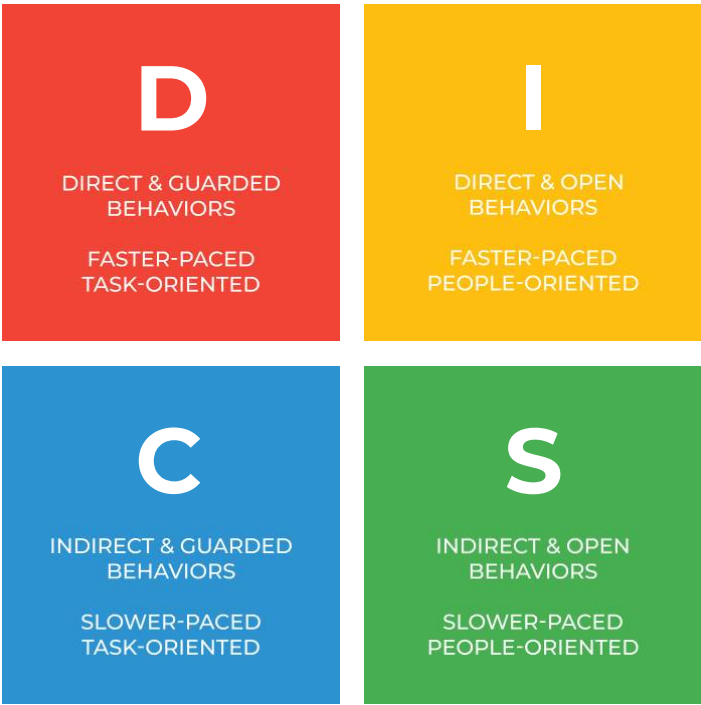 D
DIRECT & GUARDED
BEHAVIORS
FASTER-PACED
TASK-ORIENTED
I
DIRECT & OPEN
BEHAVIORS
FASTER-PACED
PEOPLE-ORIENTED
C
INDIRECT & GUARDED
BEHAVIORS
SLOWER-PACED
TASK-ORIENTED
S
INDIRECT & OPEN
BEHAVIORS
SLOWER-PACED
PEOPLE-ORIENTED